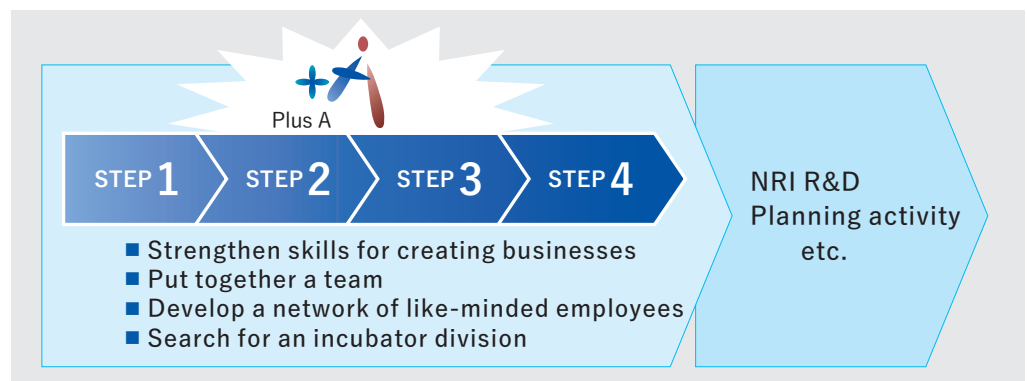 Plus A
STEP 1 STEP 2 STEP 3 STEP 4
Strengthen skills for creating businesses
Put together a team
Develop a network of like-minded employees
Search for an incubator division
NRI R&D
Planning activity
etc.